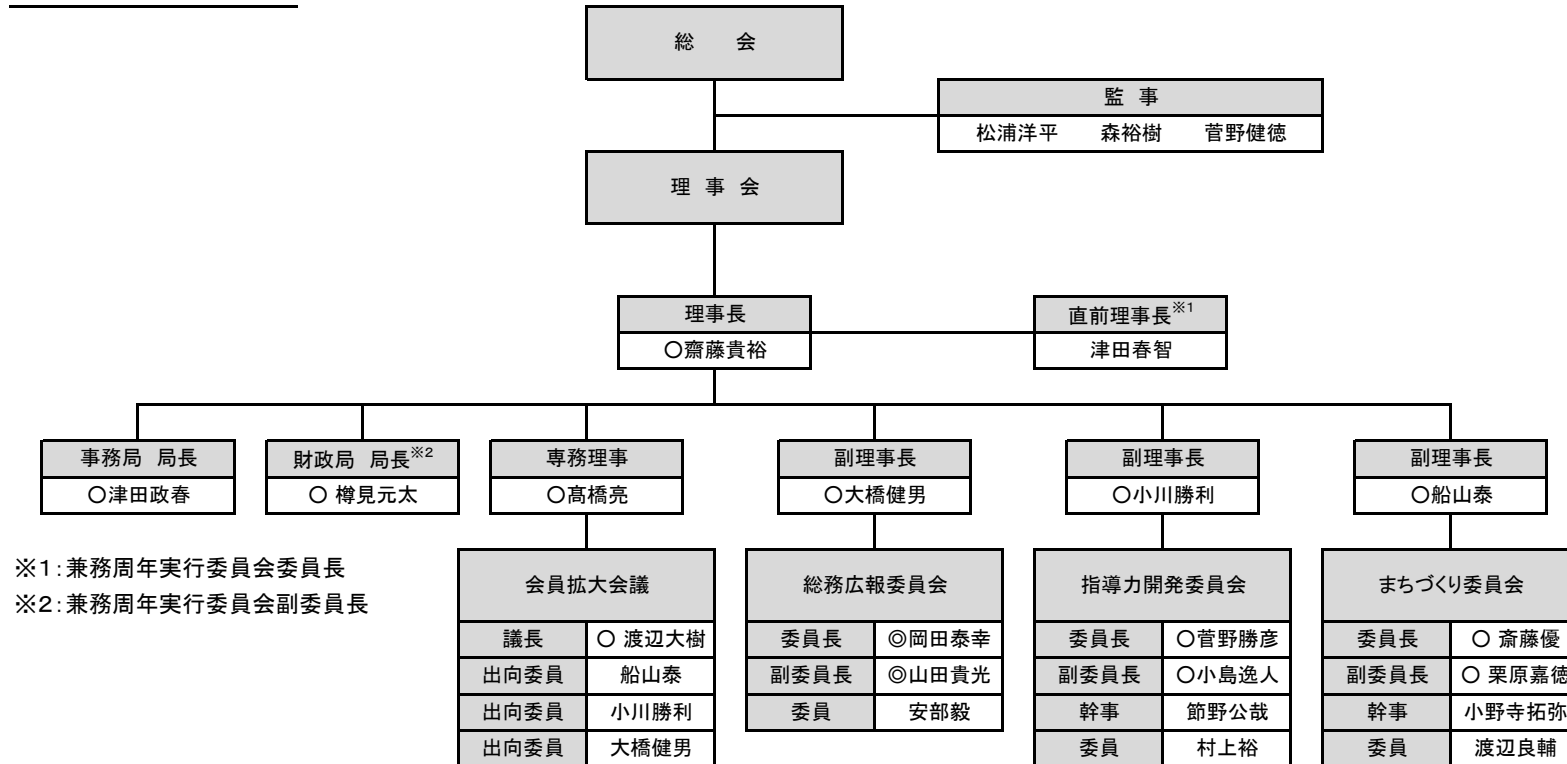 総　会
監 事
松浦洋平　森裕樹　菅野健徳
理 事 会
理事長
〇齋藤貴裕
直前理事長※1
津田春智
事務局 局長
〇津田政春
財政局 局長※2
〇 樽見元太
専務理事
〇髙橋亮
副理事長
〇大橋健男
副理事長
〇小川勝利
副理事長
〇船山泰
※1：兼務周年実行委員会委員長
※2：兼務周年実行委員会副委員長
会員拡大会議
議長　〇 渡辺大樹
出向委員　船山泰
出向委員　小川勝利
出向委員　大橋健男
総務広報委員会
委員長　◎岡田泰幸
副委員長　◎山田貴光
委員　安部毅
指導力開発委員会
委員長　〇菅野勝彦
副委員長　〇小島逸人
幹事　節野公哉
委員　村上裕
まちづくり委員会
委員長　〇 斎藤優
副委員長　〇 栗原嘉徳
幹事　小野寺拓弥
委員　渡辺良輔